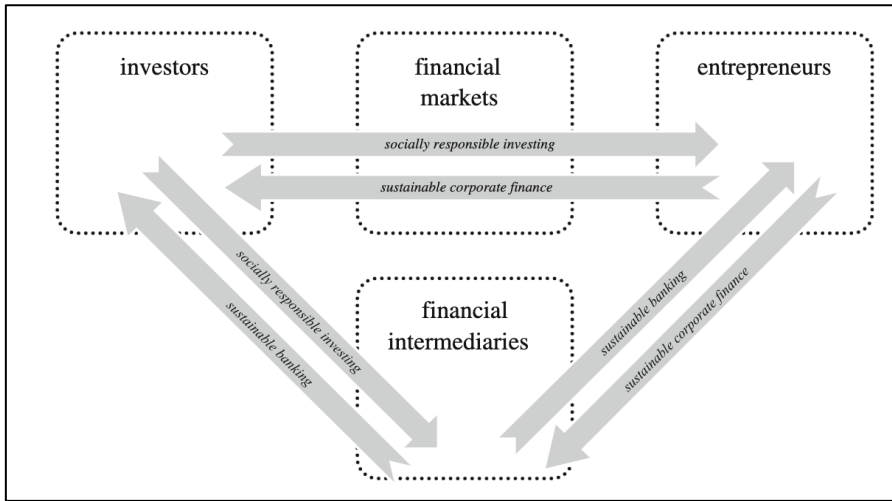 investors
financial
markets
entrepreneurs
socially responsible investing
sustainable corporate finance
socially responsible investing
sustainable banking
financial
intermediaries
sustainable banking
sustainable corporate finance